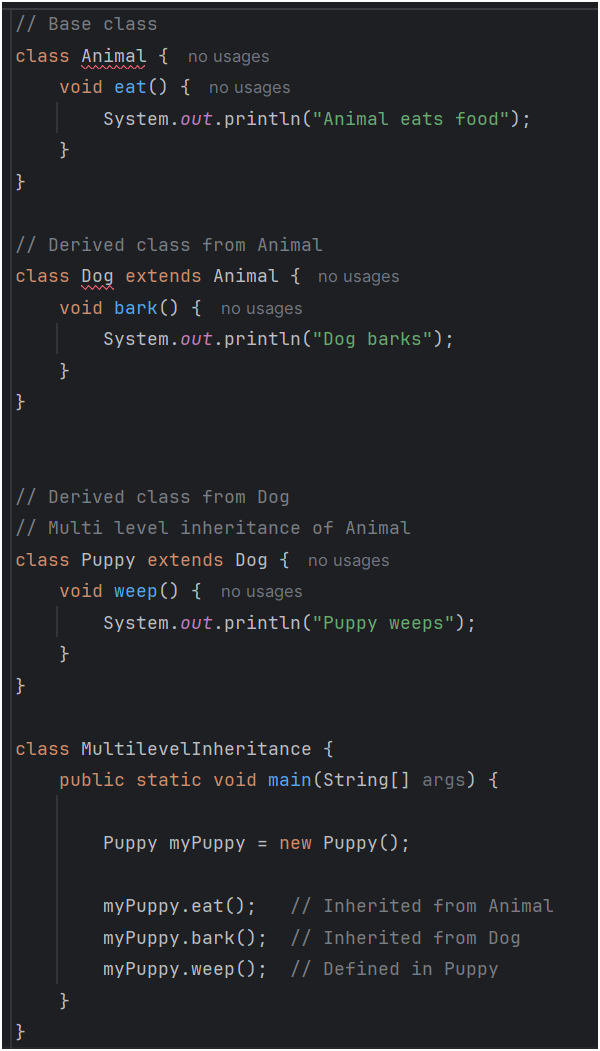 // Base class
class Animal { no usages
    void eat() { no usages
        System.out.println("Animal eats food");
    }
}
// Derived class from Animal
class Dog extends Animal { no usages
    void bark() { no usages
        System.out.println("Dog barks");
    }
}
// Derived class from Dog
// Multi level inheritance of Animal
class Puppy extends Dog { no usages
    void weep() { no usages
        System.out.println("Puppy weeps");
    }
}
class MultilevelInheritance {
    public static void main(String[] args) {
        Puppy myPuppy = new Puppy();
        myPuppy.eat();   // Inherited from Animal
        myPuppy.bark();  // Inherited from Dog
        myPuppy.weep();  // Defined in Puppy
    }
}